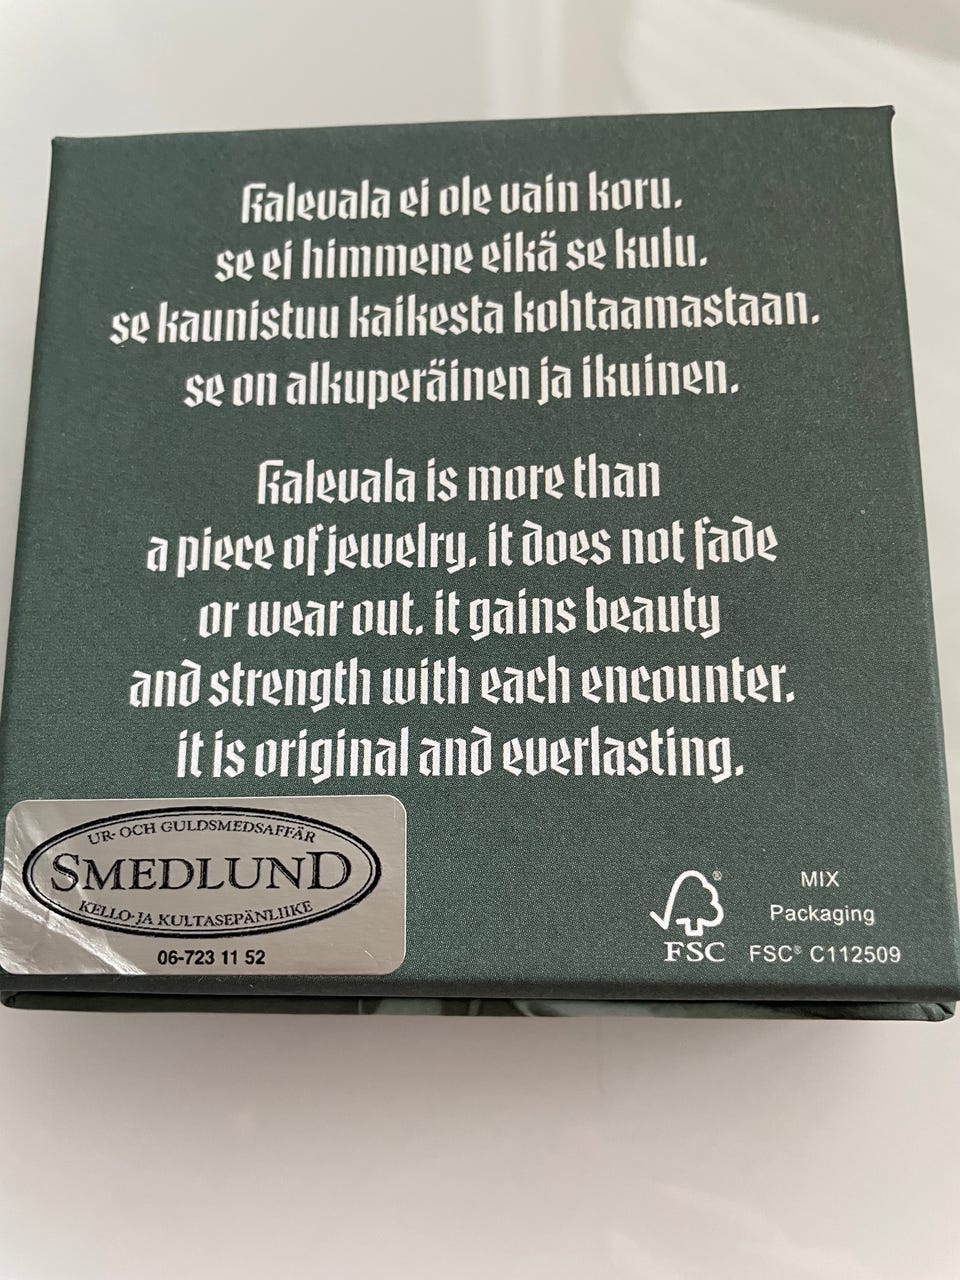 Kalevala ei ole vain koru.
se ei himmene eikä se kulu.
se kaunistuu kaikesta kohtaamastaan.
se on alkuperäinen ja ikuinen.
Kalevala is more than
a piece of jewelry. it does not fade
or wear out. it gains beauty
and strength with each encounter.
it is original and everlasting.
UR- OCH GULDSMEDSAFFÄR
SMEDLUND
KELLO- JA KULTASEPÄNLIIKE
06-723 11 52
®
FSC
MIX
Packaging
FSC® C112509